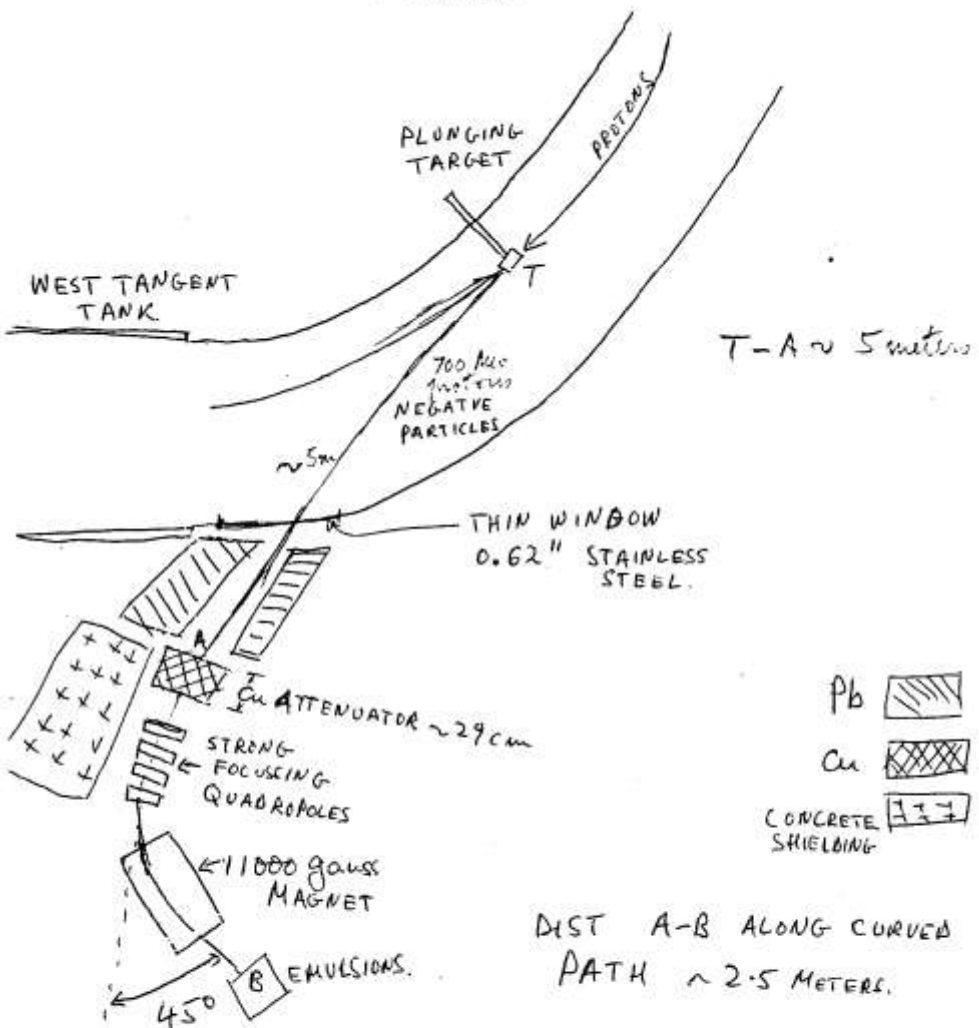 PROTONS
PLUNGING
TARGET
T
WEST TANGENT
TANK.
T-A ~ 5 meters
700
NEGATVE
PARTICLES
~5m
THIN WINDOW
0.62" STAINLESS
STEEL.
A
Cu ATTENUATOR ~29cm
STRONG
FOCUSING
QUADROPOLES
Pb
Cu
CONCRETE
SHIELDING
11000 gauss
MAGNET
B
EMULSIONS.
45°
DIST A-B ALONG CURVED
PATH ~ 2.5 METERS.